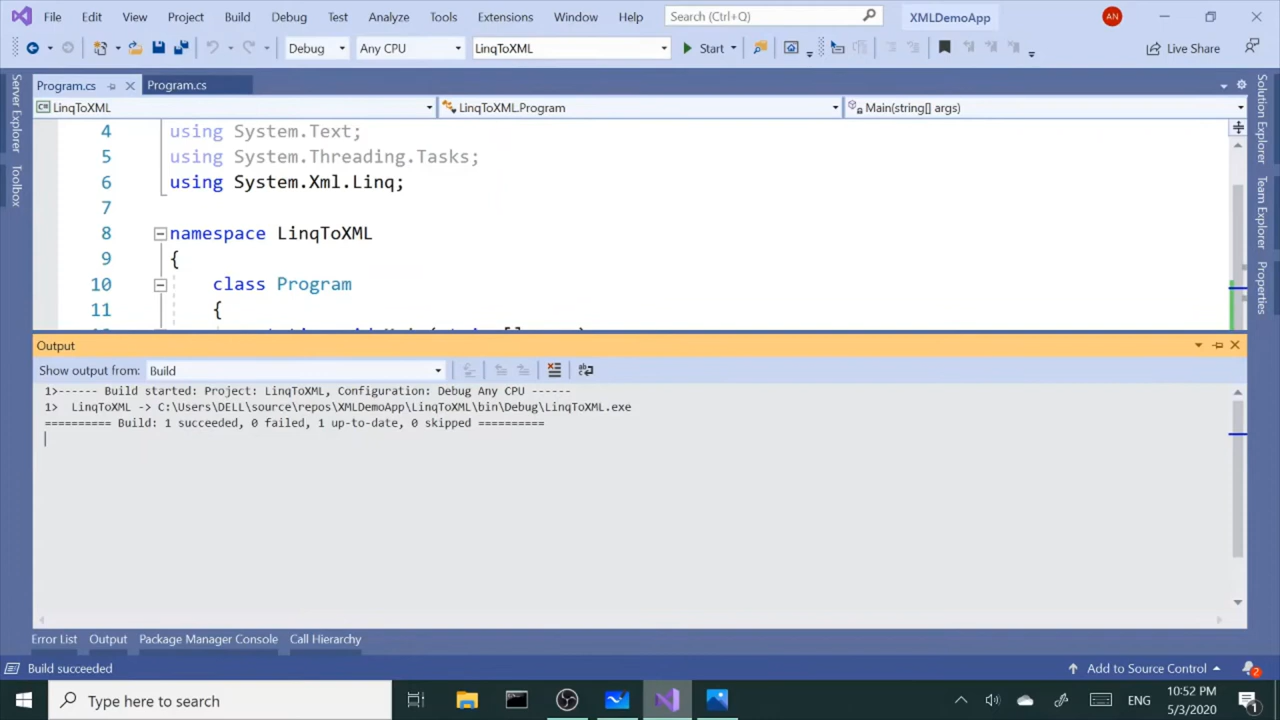 File Edit View Project Build Debug Test Analyze Tools Extensions Window Help Search (Ctrl+Q) XMLDemoApp AN
Debug Any CPU LinqToXML Start Live Share
Program.cs Program.cs
LinqToXML LinqToXML.Program Main(string[] args)
4 using System.Text;
5 using System.Threading.Tasks;
6 using System.Xml.Linq;
7
8 namespace LinqToXML
9 {
10 class Program
11 {
Server Explorer
Toolbox
Solution Explorer
Team Explorer
Properties
Output
Show output from: Build
1>------ Build started: Project: LinqToXML, Configuration: Debug Any CPU ------
1> LinqToXML -> C:\Users\DELL\source\repos\XMLDemoApp\LinqToXML\bin\Debug\LinqToXML.exe
========== Build: 1 succeeded, 0 failed, 1 up-to-date, 0 skipped ==========
Error List Output Package Manager Console Call Hierarchy
Build succeeded Add to Source Control 2
Type here to search ENG 10:52 PM
5/3/2020 1